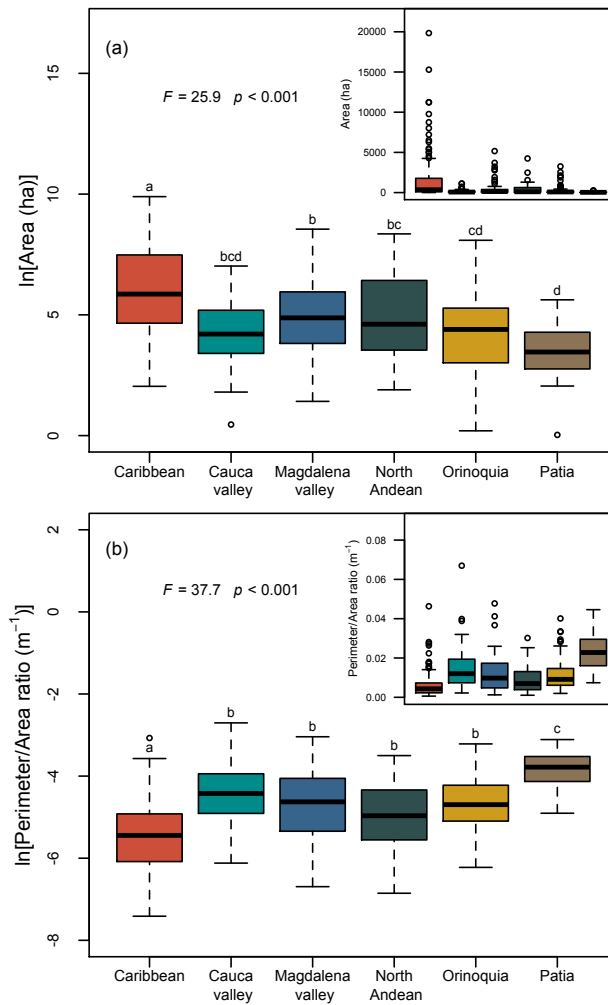 (a)
F = 25.9 p < 0.001
ln[Area (ha)]
15
10
5
0
a
bcd
b
bc
cd
d
Area (ha)
20000
15000
10000
5000
0
Caribbean
Cauca valley
Magdalena valley
North Andean
Orinoquia
Patia
(b)
F = 37.7 p < 0.001
ln[Perimeter/Area ratio (m⁻¹)]
2
0
-2
-4
-6
-8
a
b
b
b
b
c
Perimeter/Area ratio (m⁻¹)
0.08
0.06
0.04
0.02
0.00
Caribbean
Cauca valley
Magdalena valley
North Andean
Orinoquia
Patia